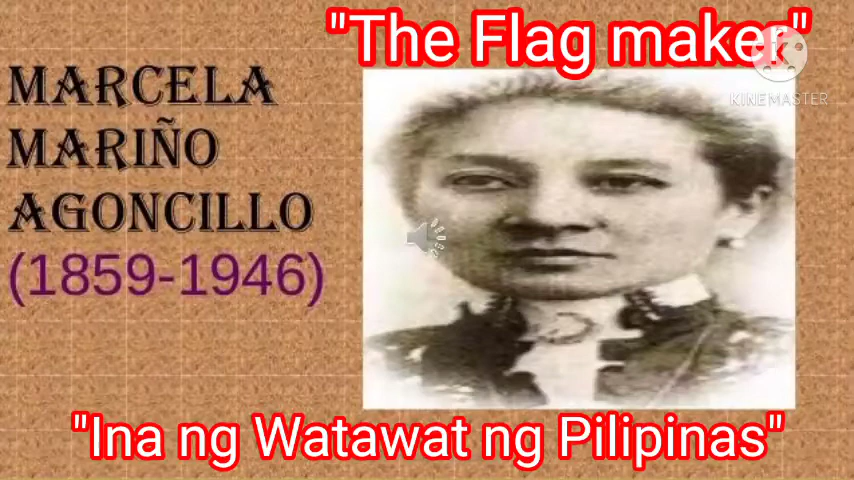 "The Flag maker"
KINEMASTER
MARCELA
MARIÑO
AGONCILLO
(1859-1946)
"Ina ng Watawat ng Pilipinas"